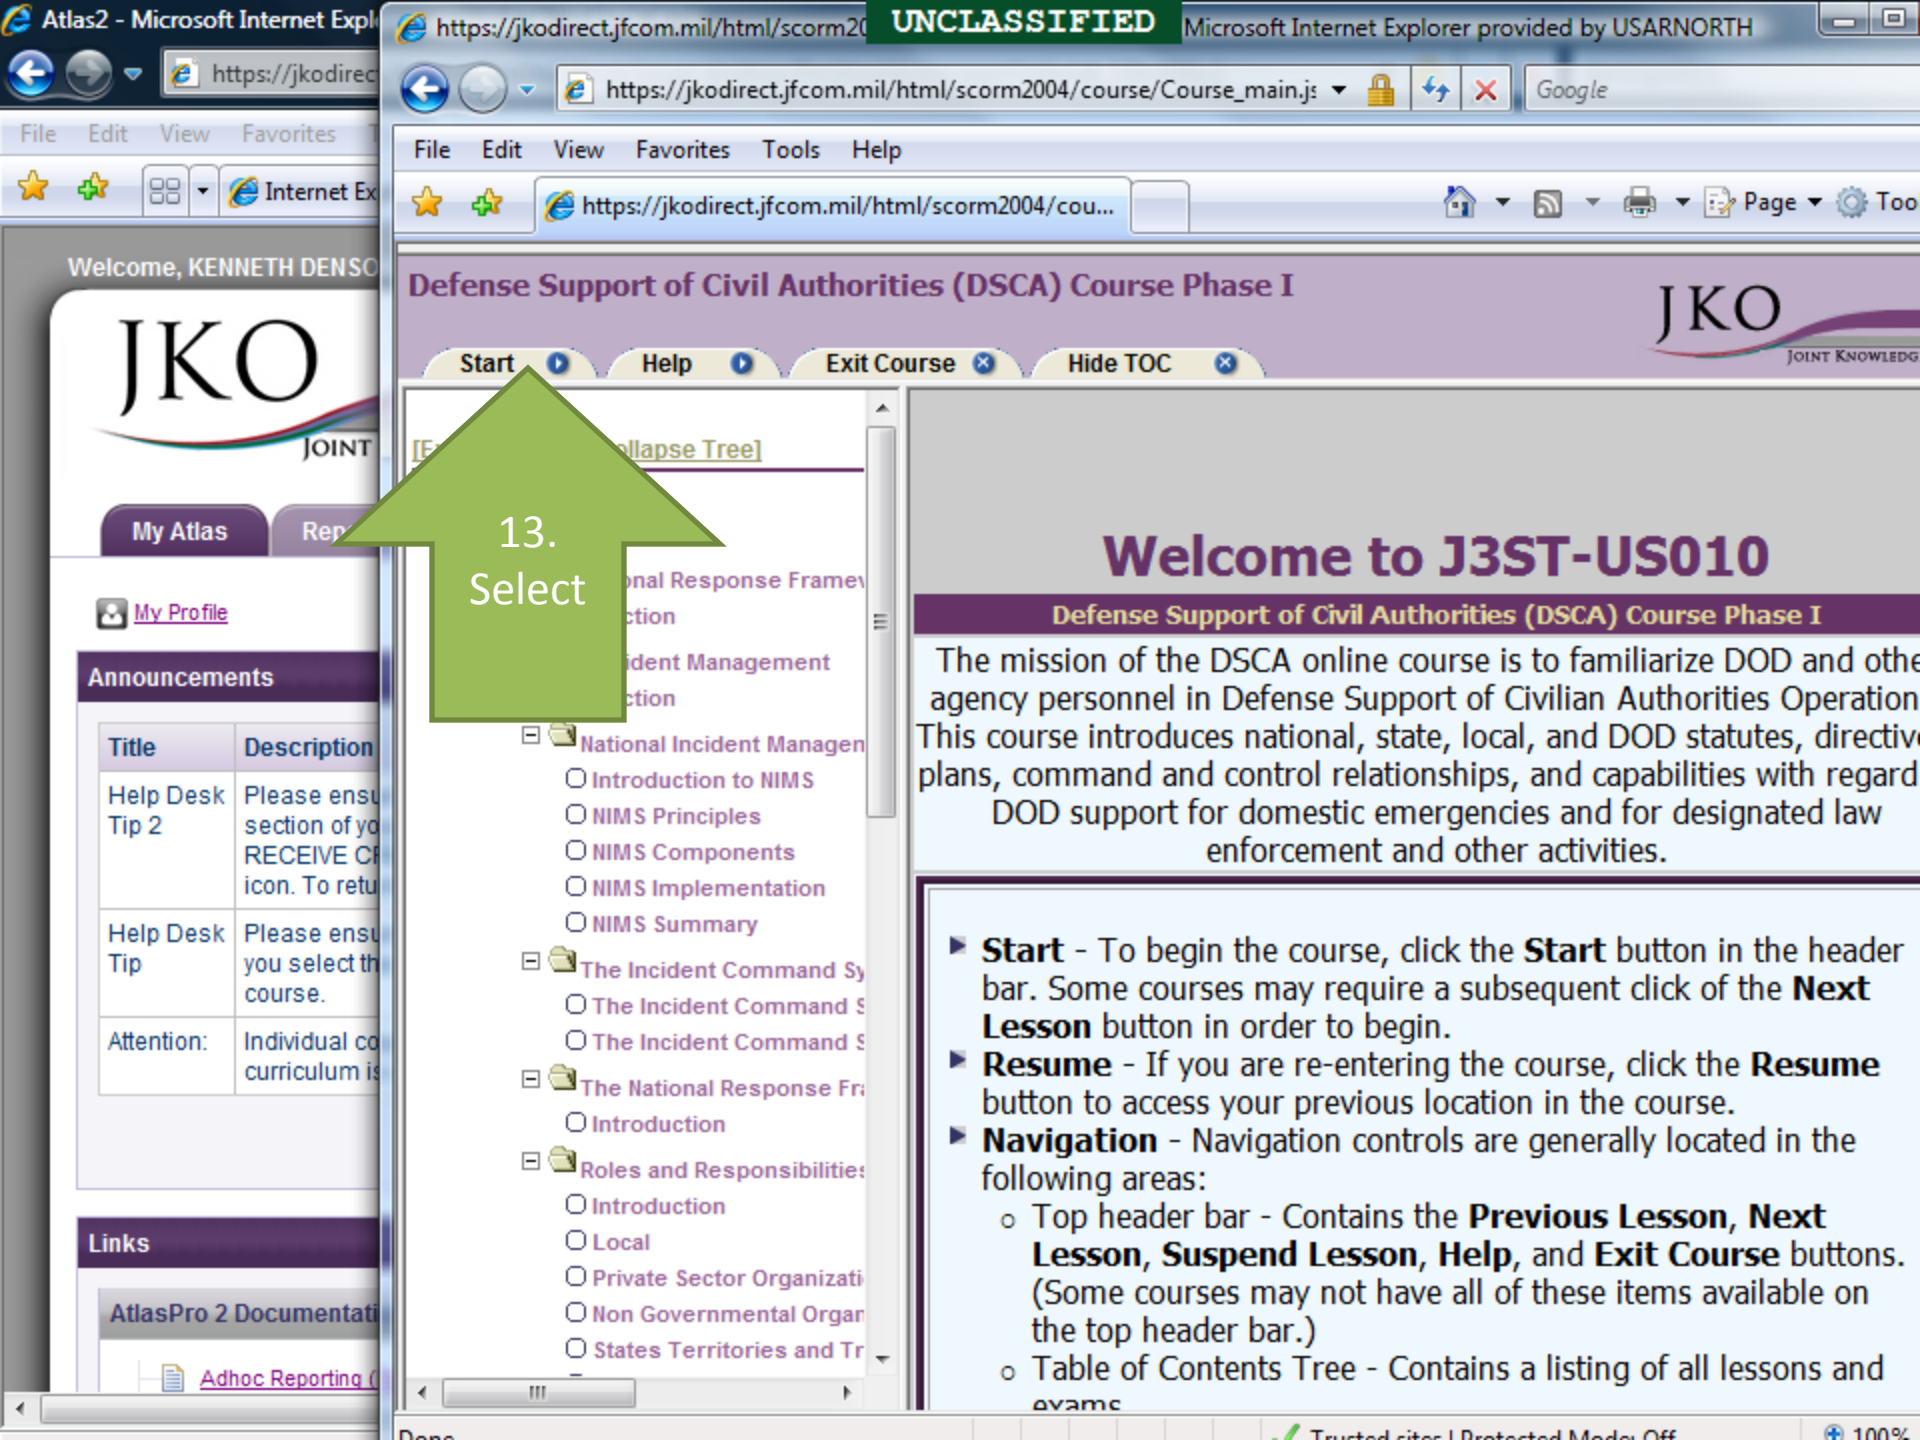 Atlas2 - Microsoft Internet Expl
https://jkodirec
File Edit View Favorites
Internet Ex
Welcome, KENNETH DENSO
JKO
JOINT
My Atlas
Rep
My Profile
Announcements
Title Description
Help Desk Tip 2
Please ensu
section of yo
RECEIVE CR
icon. To retu
Help Desk Tip
Please ensu
you select th
course.
Attention:
Individual co
curriculum is
Links
AtlasPro 2 Documentati
Adhoc Reporting (
https://jkodirect.jfcom.mil/html/scorm20
UNCLASSIFIED
Microsoft Internet Explorer provided by USARNORTH
https://jkodirect.jfcom.mil/html/scorm2004/course/Course_main.js
Google
File Edit View Favorites Tools Help
https://jkodirect.jfcom.mil/html/scorm2004/cou...
Page
Too
Defense Support of Civil Authorities (DSCA) Course Phase I
JKO
JOINT KNOWLEDG
Start Help Exit Course Hide TOC
[E
ollapse Tree]
13.
Select
onal Response Framew
ction
ident Management
ction
National Incident Managen
Introduction to NIMS
NIMS Principles
NIMS Components
NIMS Implementation
NIMS Summary
The Incident Command Sy
The Incident Command S
The Incident Command S
The National Response Fra
Introduction
Roles and Responsibilities
Introduction
Local
Private Sector Organizati
Non Governmental Organ
States Territories and Tr
Welcome to J3ST-US010
Defense Support of Civil Authorities (DSCA) Course Phase I
The mission of the DSCA online course is to familiarize DOD and othe
agency personnel in Defense Support of Civilian Authorities Operation
This course introduces national, state, local, and DOD statutes, directive
plans, command and control relationships, and capabilities with regard
DOD support for domestic emergencies and for designated law
enforcement and other activities.
Start - To begin the course, click the Start button in the header
bar. Some courses may require a subsequent click of the Next
Lesson button in order to begin.
Resume - If you are re-entering the course, click the Resume
button to access your previous location in the course.
Navigation - Navigation controls are generally located in the
following areas:
Top header bar - Contains the Previous Lesson, Next
Lesson, Suspend Lesson, Help, and Exit Course buttons.
(Some courses may not have all of these items available on
the top header bar.)
Table of Contents Tree - Contains a listing of all lessons and
exams
Done
Trusted sites | Protected Mode: Off
100%